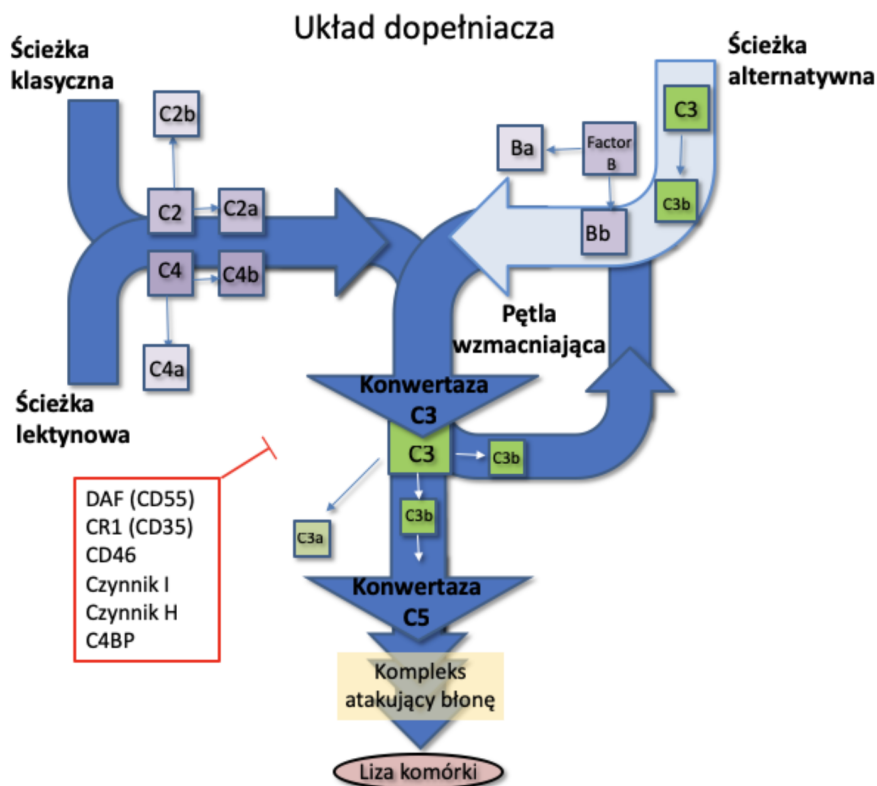 Układ dopełniacza
Ścieżka
klasyczna
Ścieżka
alternatywna
C2b
C3
Ba
Factor
B
C2
C2a
C3b
Bb
C4
C4b
Pętla
wzmacniająca
C4a
Konwertaza
C3
Ścieżka
lektynowa
C3
C3b
DAF (CD55)
CR1 (CD35)
CD46
Czynnik I
Czynnik H
C4BP
C3b
C3a
Konwertaza
C5
Kompleks
atakujący błonę
Liza komórki